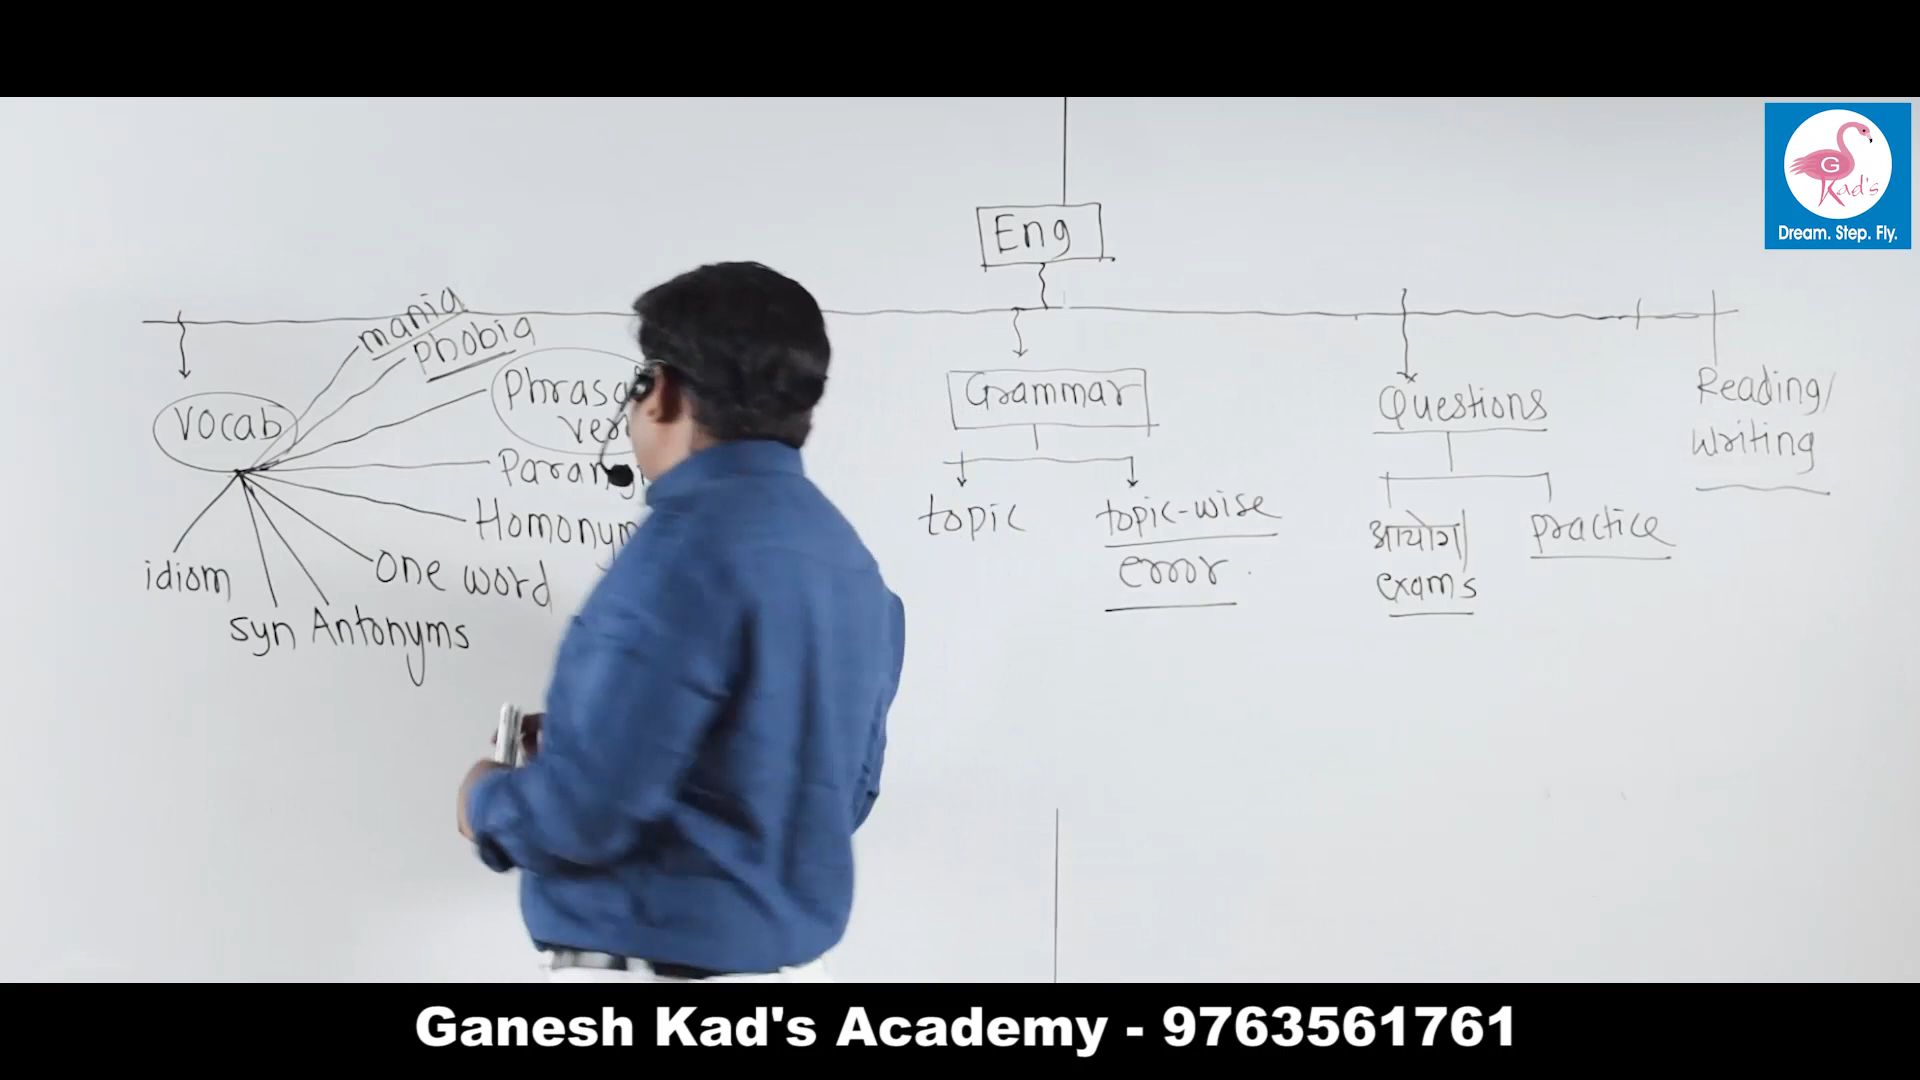 G
Kad's
Dream. Step. Fly.
Eng
mania
phobia
vocab
idiom
syn Antonyms
one word
Grammar
topic
topic-wise
error.
Questions
आयोग/
exams
practice
Reading/
writing
Ganesh Kad's Academy - 9763561761